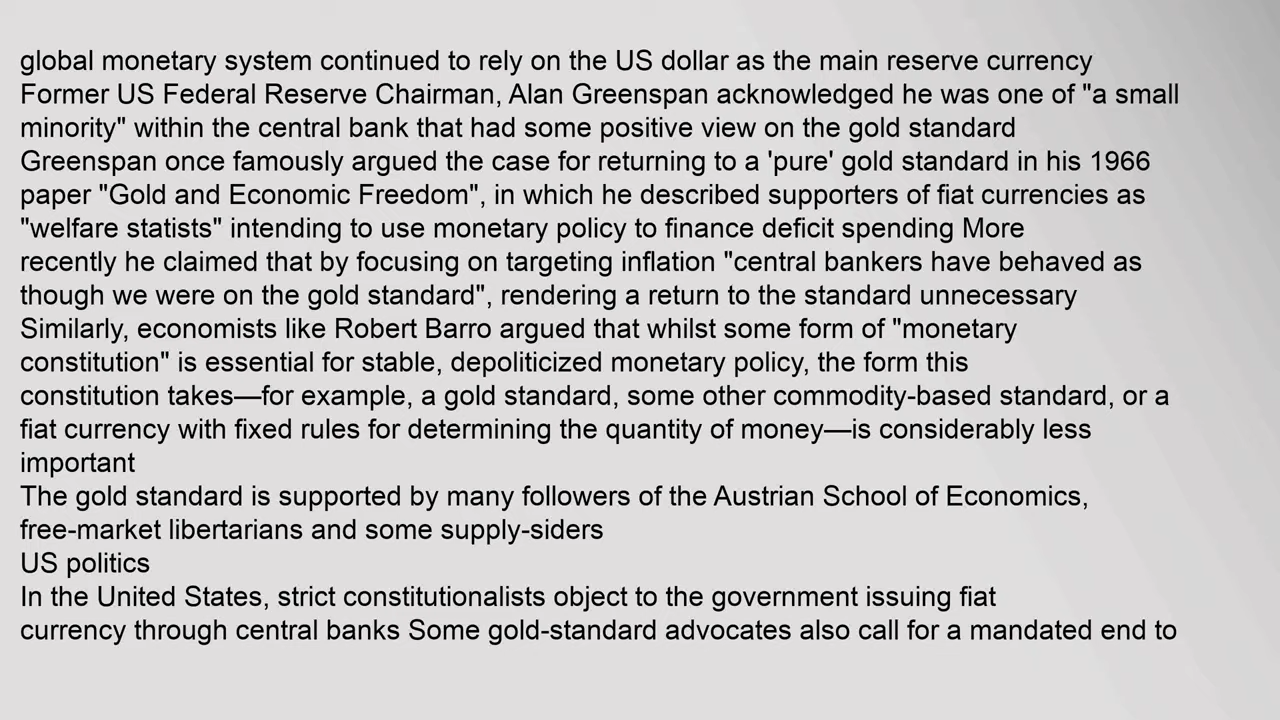 global monetary system continued to rely on the US dollar as the main reserve currency
Former US Federal Reserve Chairman, Alan Greenspan acknowledged he was one of "a small
minority" within the central bank that had some positive view on the gold standard
Greenspan once famously argued the case for returning to a 'pure' gold standard in his 1966
paper "Gold and Economic Freedom", in which he described supporters of fiat currencies as
"welfare statists" intending to use monetary policy to finance deficit spending More
recently he claimed that by focusing on targeting inflation "central bankers have behaved as
though we were on the gold standard", rendering a return to the standard unnecessary
Similarly, economists like Robert Barro argued that whilst some form of "monetary
constitution" is essential for stable, depoliticized monetary policy, the form this
constitution takes—for example, a gold standard, some other commodity-based standard, or a
fiat currency with fixed rules for determining the quantity of money—is considerably less
important
The gold standard is supported by many followers of the Austrian School of Economics,
free-market libertarians and some supply-siders
US politics
In the United States, strict constitutionalists object to the government issuing fiat
currency through central banks Some gold-standard advocates also call for a mandated end to